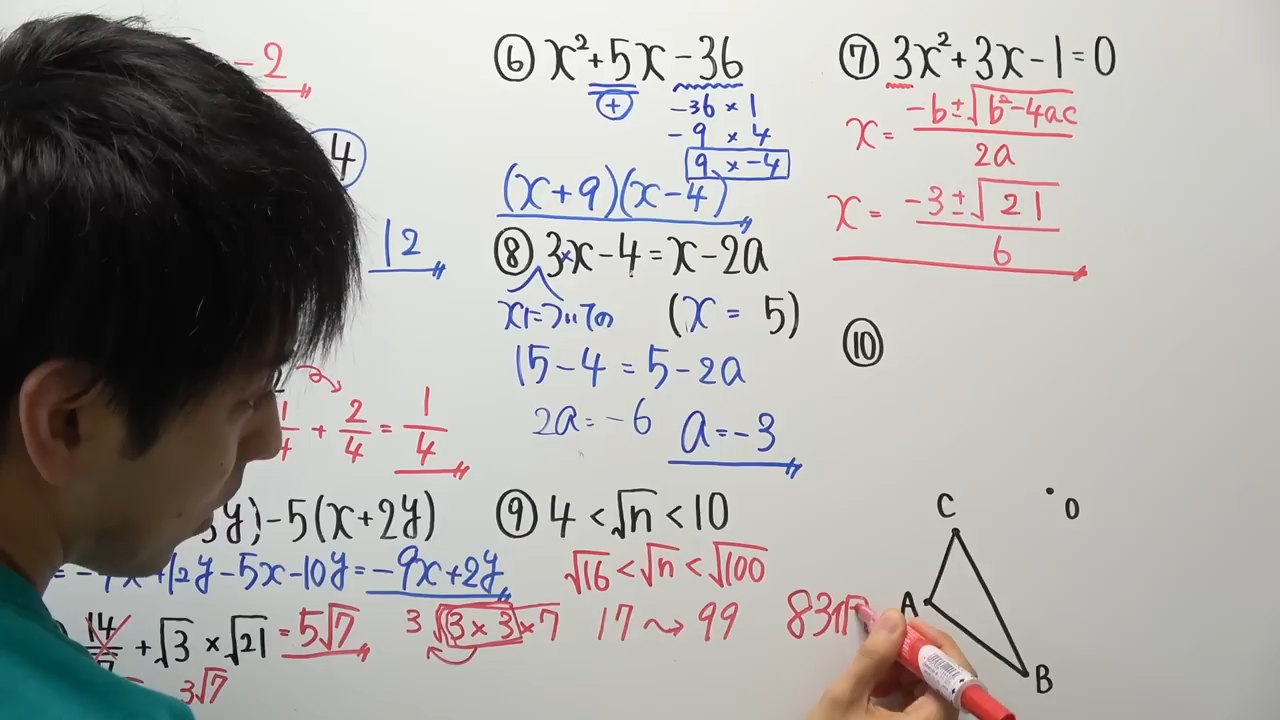 -2
4
12
1/4 + 2/4 = 1/4
y)-5(x+2y)
y-5x-10y=-9x+2y
14
+√3×√21=5√7
3√7
3√(3×3×7)
⑥ x²+5x-36
(+)
-36×1
-9×4
9×-4
(x+9)(x-4)
⑧ 3x-4=x-2a
×
xについての
(x=5)
15-4=5-2a
2a=-6
a=-3
⑨ 4<√n<10
√16<√n<√100
17〜99
83
⑦ 3x²+3x-1=0
x=(-b±√(b²-4ac))/2a
x=(-3±√21)/6
⑩
C
O
A
B